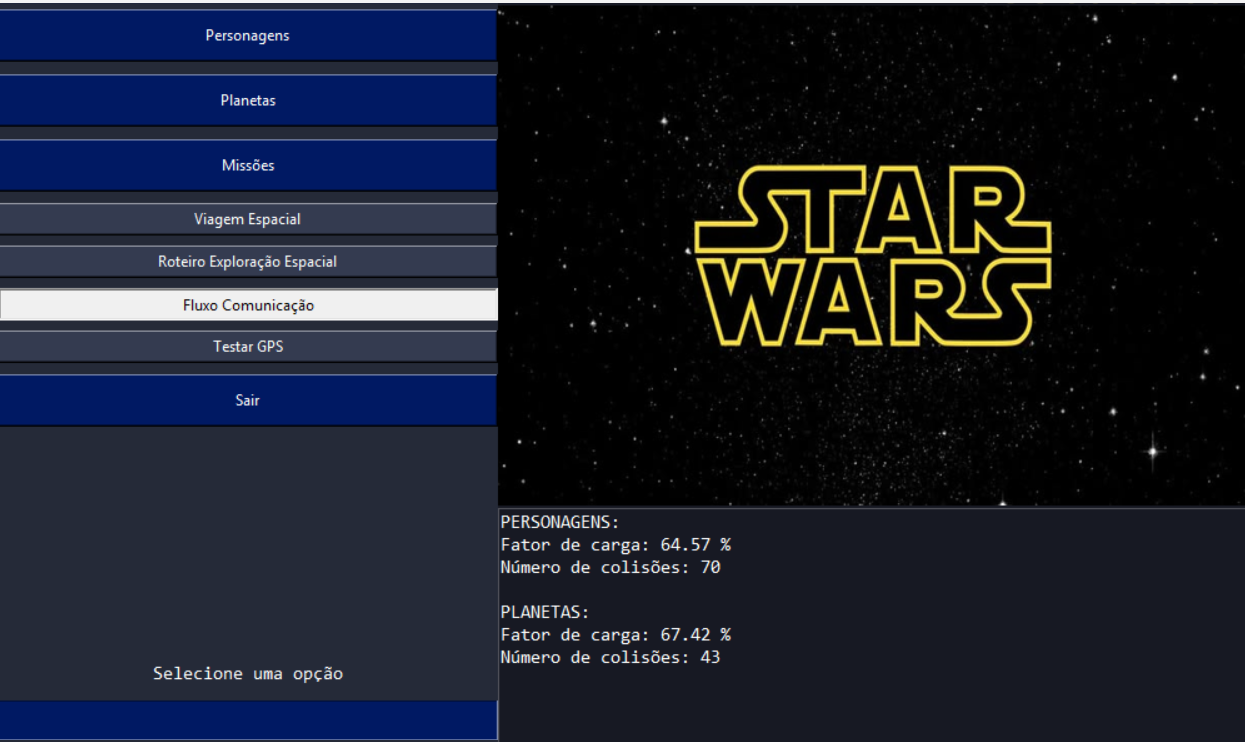 Personagens
Planetas
Missões
Viagem Espacial
Roteiro Exploração Espacial
Fluxo Comunicação
Testar GPS
Sair
Selecione uma opção
STAR
WARS
PERSONAGENS:
Fator de carga: 64.57 %
Número de colisões: 70
PLANETAS:
Fator de carga: 67.42 %
Número de colisões: 43